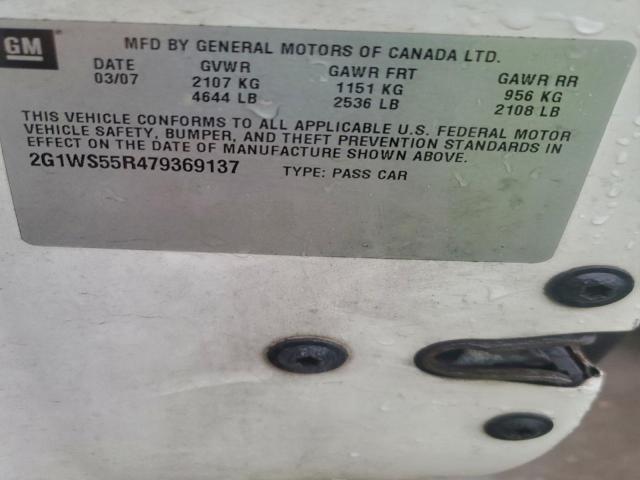 GM
MFD BY GENERAL MOTORS OF CANADA LTD.
DATE GVWR GAWR FRT GAWR RR
03/07 2107 KG 1151 KG 956 KG
4644 LB 2536 LB 2108 LB
THIS VEHICLE CONFORMS TO ALL APPLICABLE U.S. FEDERAL MOTOR
VEHICLE SAFETY, BUMPER, AND THEFT PREVENTION STANDARDS IN
EFFECT ON THE DATE OF MANUFACTURE SHOWN ABOVE.
2G1WS55R479369137 TYPE: PASS CAR